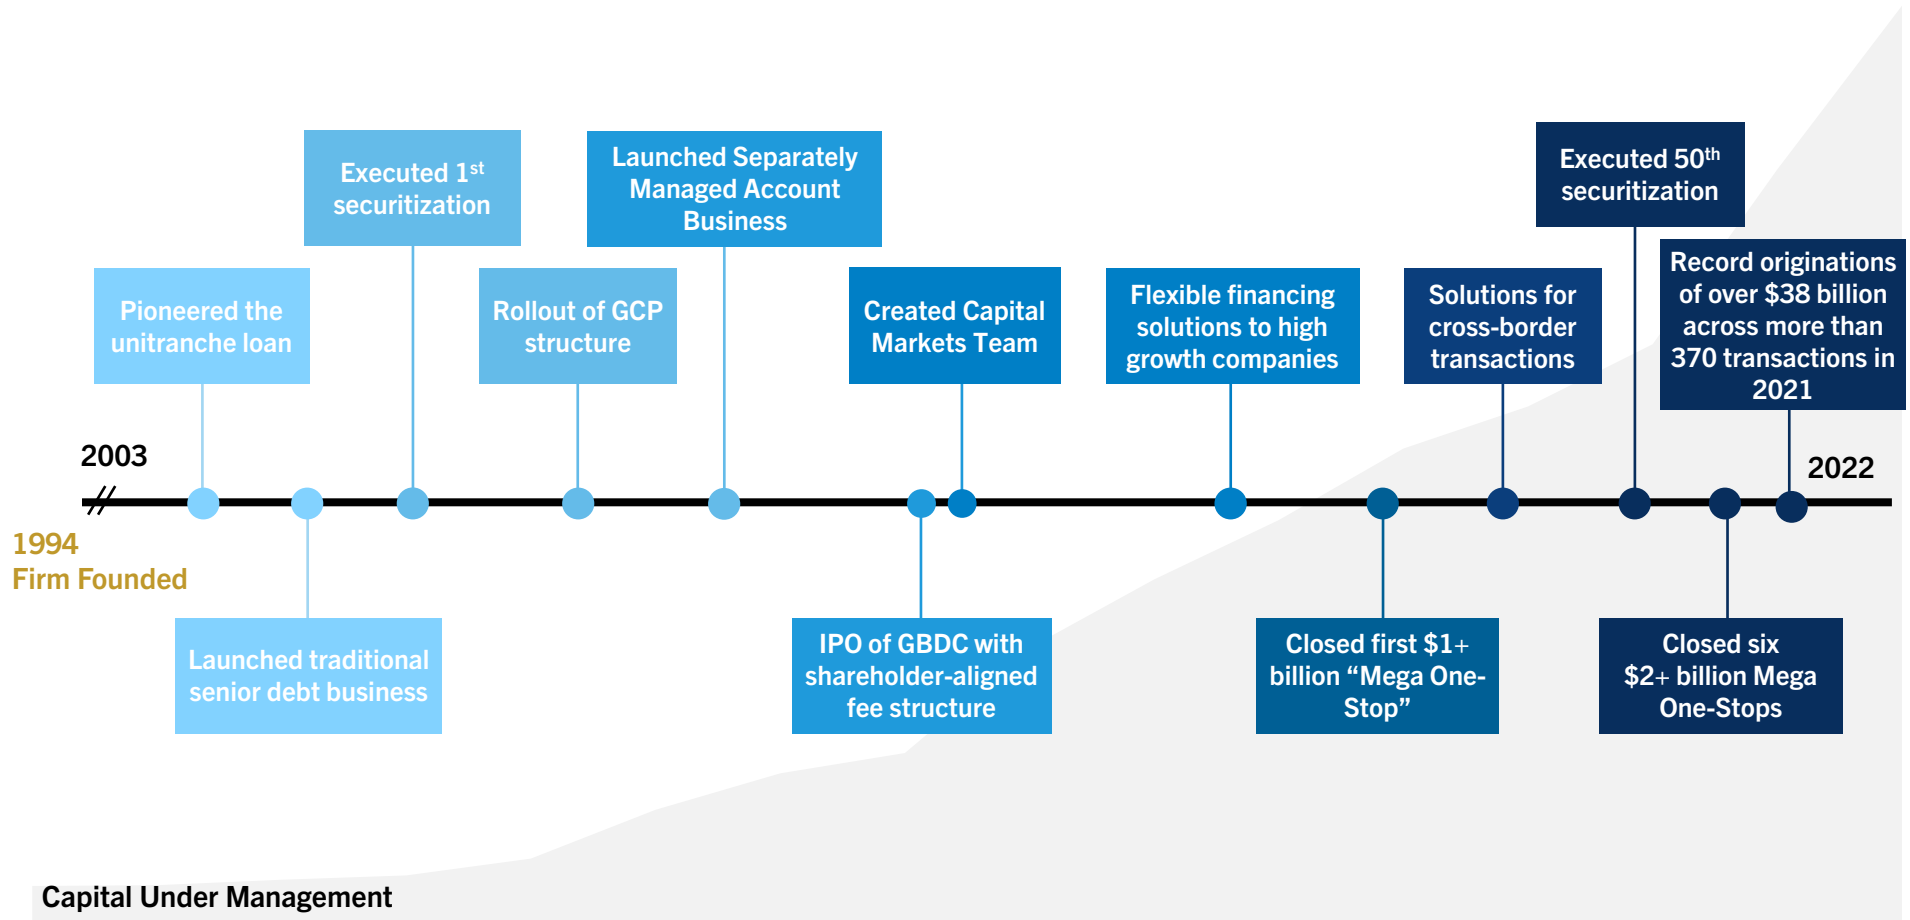 Executed 1st
securitization
Launched Separately
Managed Account
Business
Executed 50th
securitization
Pioneered the
unitranche loan
Rollout of GCP
structure
Created Capital
Markets Team
Flexible financing
solutions to high
growth companies
Solutions for
cross-border
transactions
Record originations
of over $38 billion
across more than
370 transactions in
2021
2003
2022
1994
Firm Founded
Launched traditional
senior debt business
IPO of GBDC with
shareholder-aligned
fee structure
Closed first $1+
billion “Mega One-
Stop”
Closed six
$2+ billion Mega
One-Stops
Capital Under Management